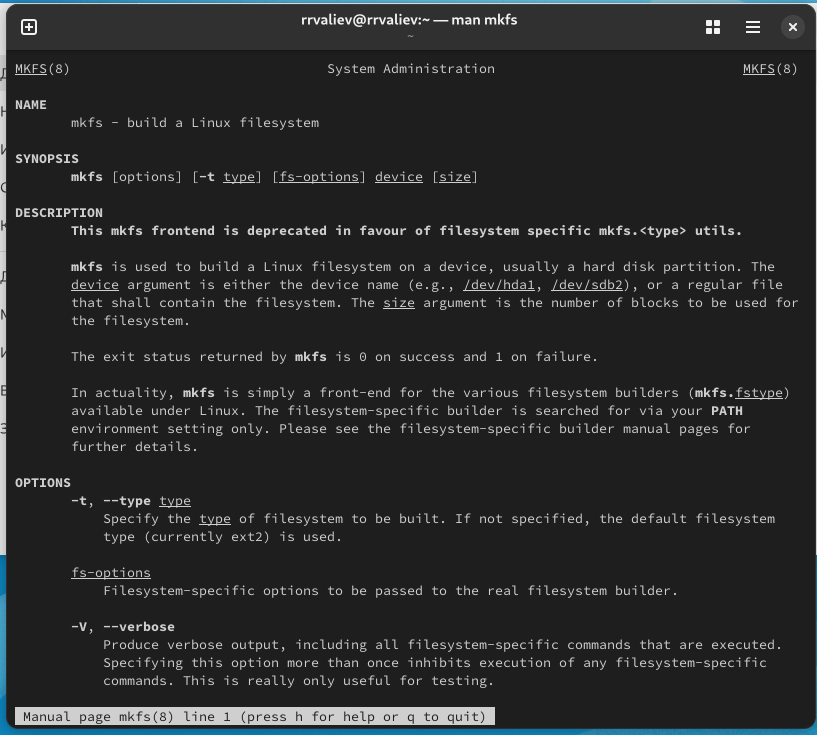 rrvaliev@rrvaliev:~ — man mkfs
~
MKFS(8) System Administration MKFS(8)
NAME
mkfs - build a Linux filesystem
SYNOPSIS
mkfs [options] [-t type] [fs-options] device [size]
DESCRIPTION
This mkfs frontend is deprecated in favour of filesystem specific mkfs.<type> utils.
mkfs is used to build a Linux filesystem on a device, usually a hard disk partition. The
device argument is either the device name (e.g., /dev/hda1, /dev/sdb2), or a regular file
that shall contain the filesystem. The size argument is the number of blocks to be used for
the filesystem.
The exit status returned by mkfs is 0 on success and 1 on failure.
In actuality, mkfs is simply a front-end for the various filesystem builders (mkfs.fstype)
available under Linux. The filesystem-specific builder is searched for via your PATH
environment setting only. Please see the filesystem-specific builder manual pages for
further details.
OPTIONS
-t, --type type
Specify the type of filesystem to be built. If not specified, the default filesystem
type (currently ext2) is used.
fs-options
Filesystem-specific options to be passed to the real filesystem builder.
-V, --verbose
Produce verbose output, including all filesystem-specific commands that are executed.
Specifying this option more than once inhibits execution of any filesystem-specific
commands. This is really only useful for testing.
Manual page mkfs(8) line 1 (press h for help or q to quit)